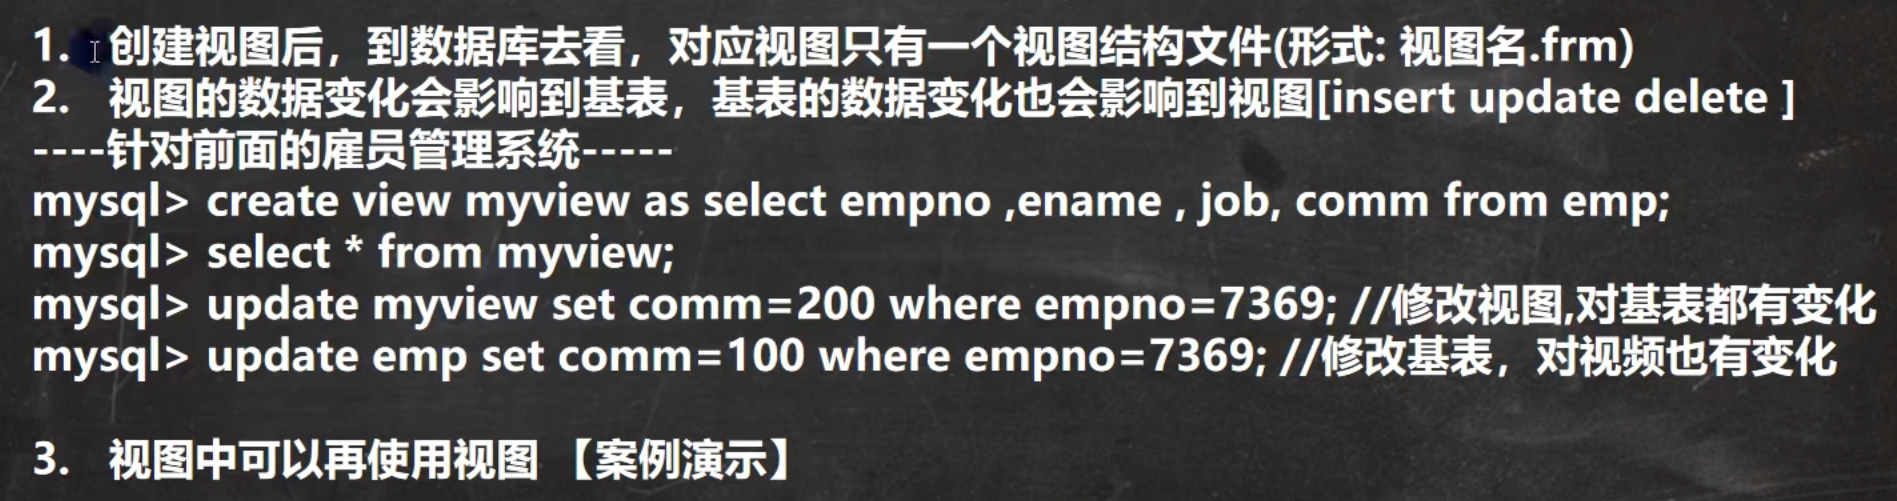 1. 创建视图后，到数据库去看，对应视图只有一个视图结构文件(形式: 视图名.frm)
2. 视图的数据变化会影响到基表，基表的数据变化也会影响到视图[insert update delete ]
----针对前面的雇员管理系统-----
mysql> create view myview as select empno ,ename , job, comm from emp;
mysql> select * from myview;
mysql> update myview set comm=200 where empno=7369; //修改视图,对基表都有变化
mysql> update emp set comm=100 where empno=7369; //修改基表，对视频也有变化
3. 视图中可以再使用视图 【案例演示】